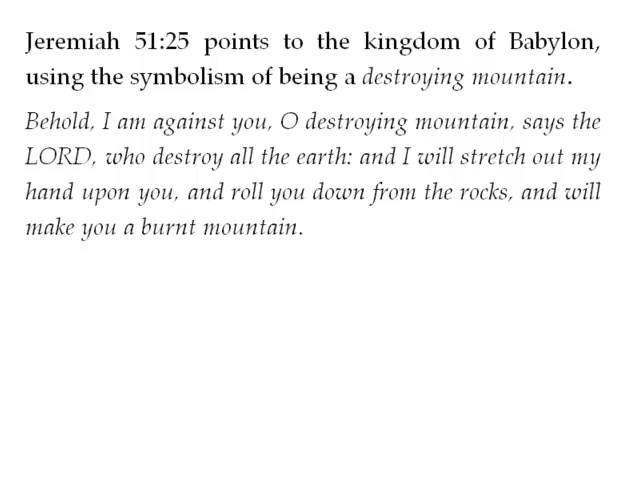 Jeremiah 51:25 points to the kingdom of Babylon,
using the symbolism of being a destroying mountain.
Behold, I am against you, O destroying mountain, says the
LORD, who destroy all the earth: and I will stretch out my
hand upon you, and roll you down from the rocks, and will
make you a burnt mountain.